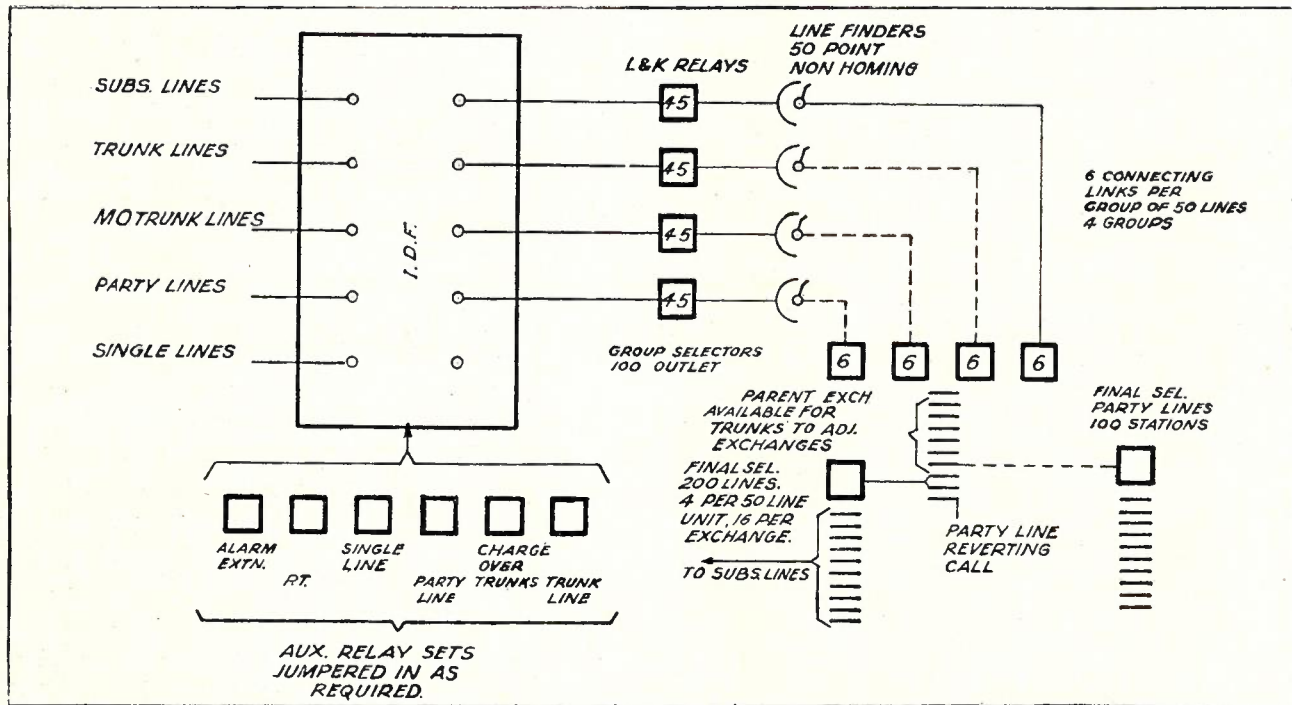 SUBS. LINES
TRUNK LINES
MOTRUNK LINES
PARTY LINES
SINGLE LINES
I.D.F.
L&K RELAYS
45
45
45
45
LINE FINDERS
50 POINT
NON HOMING
6 CONNECTING
LINKS PER
GROUP OF 50 LINES
4 GROUPS
GROUP SELECTORS
100 OUTLET
6
6
6
6
PARENT EXCH
AVAILABLE FOR
TRUNKS TO ADJ.
EXCHANGES
FINAL SEL.
PARTY LINES
100 STATIONS
FINAL SEL.
200 LINES.
4 PER 50 LINE
UNIT, 16 PER
EXCHANGE.
TO SUBS. LINES
PARTY LINE
REVERTING
CALL
ALARM
EXTN.
P.T.
SINGLE
LINE
PARTY
LINE
CHARGE
OVER
TRUNKS
TRUNK
LINE
AUX. RELAY SETS
JUMPERED IN AS
REQUIRED.